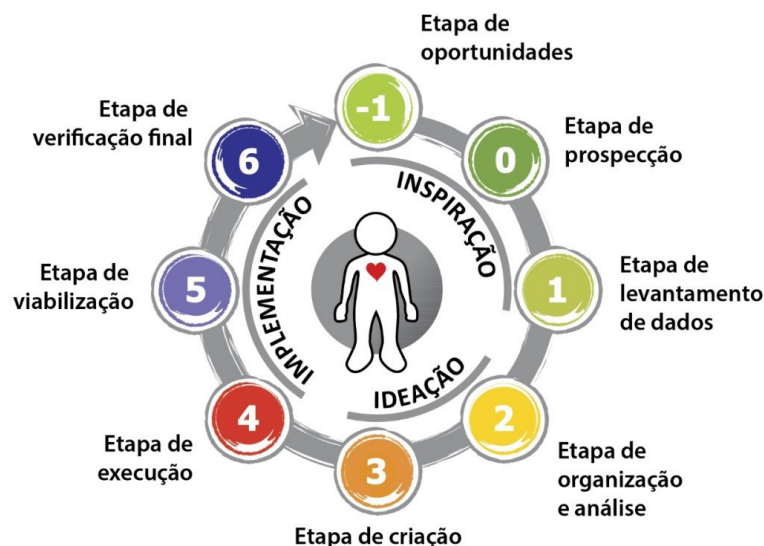 -1
Etapa de
oportunidades
0
Etapa de
prospecção
1
Etapa de
levantamento
de dados
2
Etapa de
organização
e análise
3
Etapa de criação
4
Etapa de
execução
5
Etapa de
viabilização
6
Etapa de
verificação final
INSPIRAÇÃO
IDEAÇÃO
IMPLEMENTAÇÃO